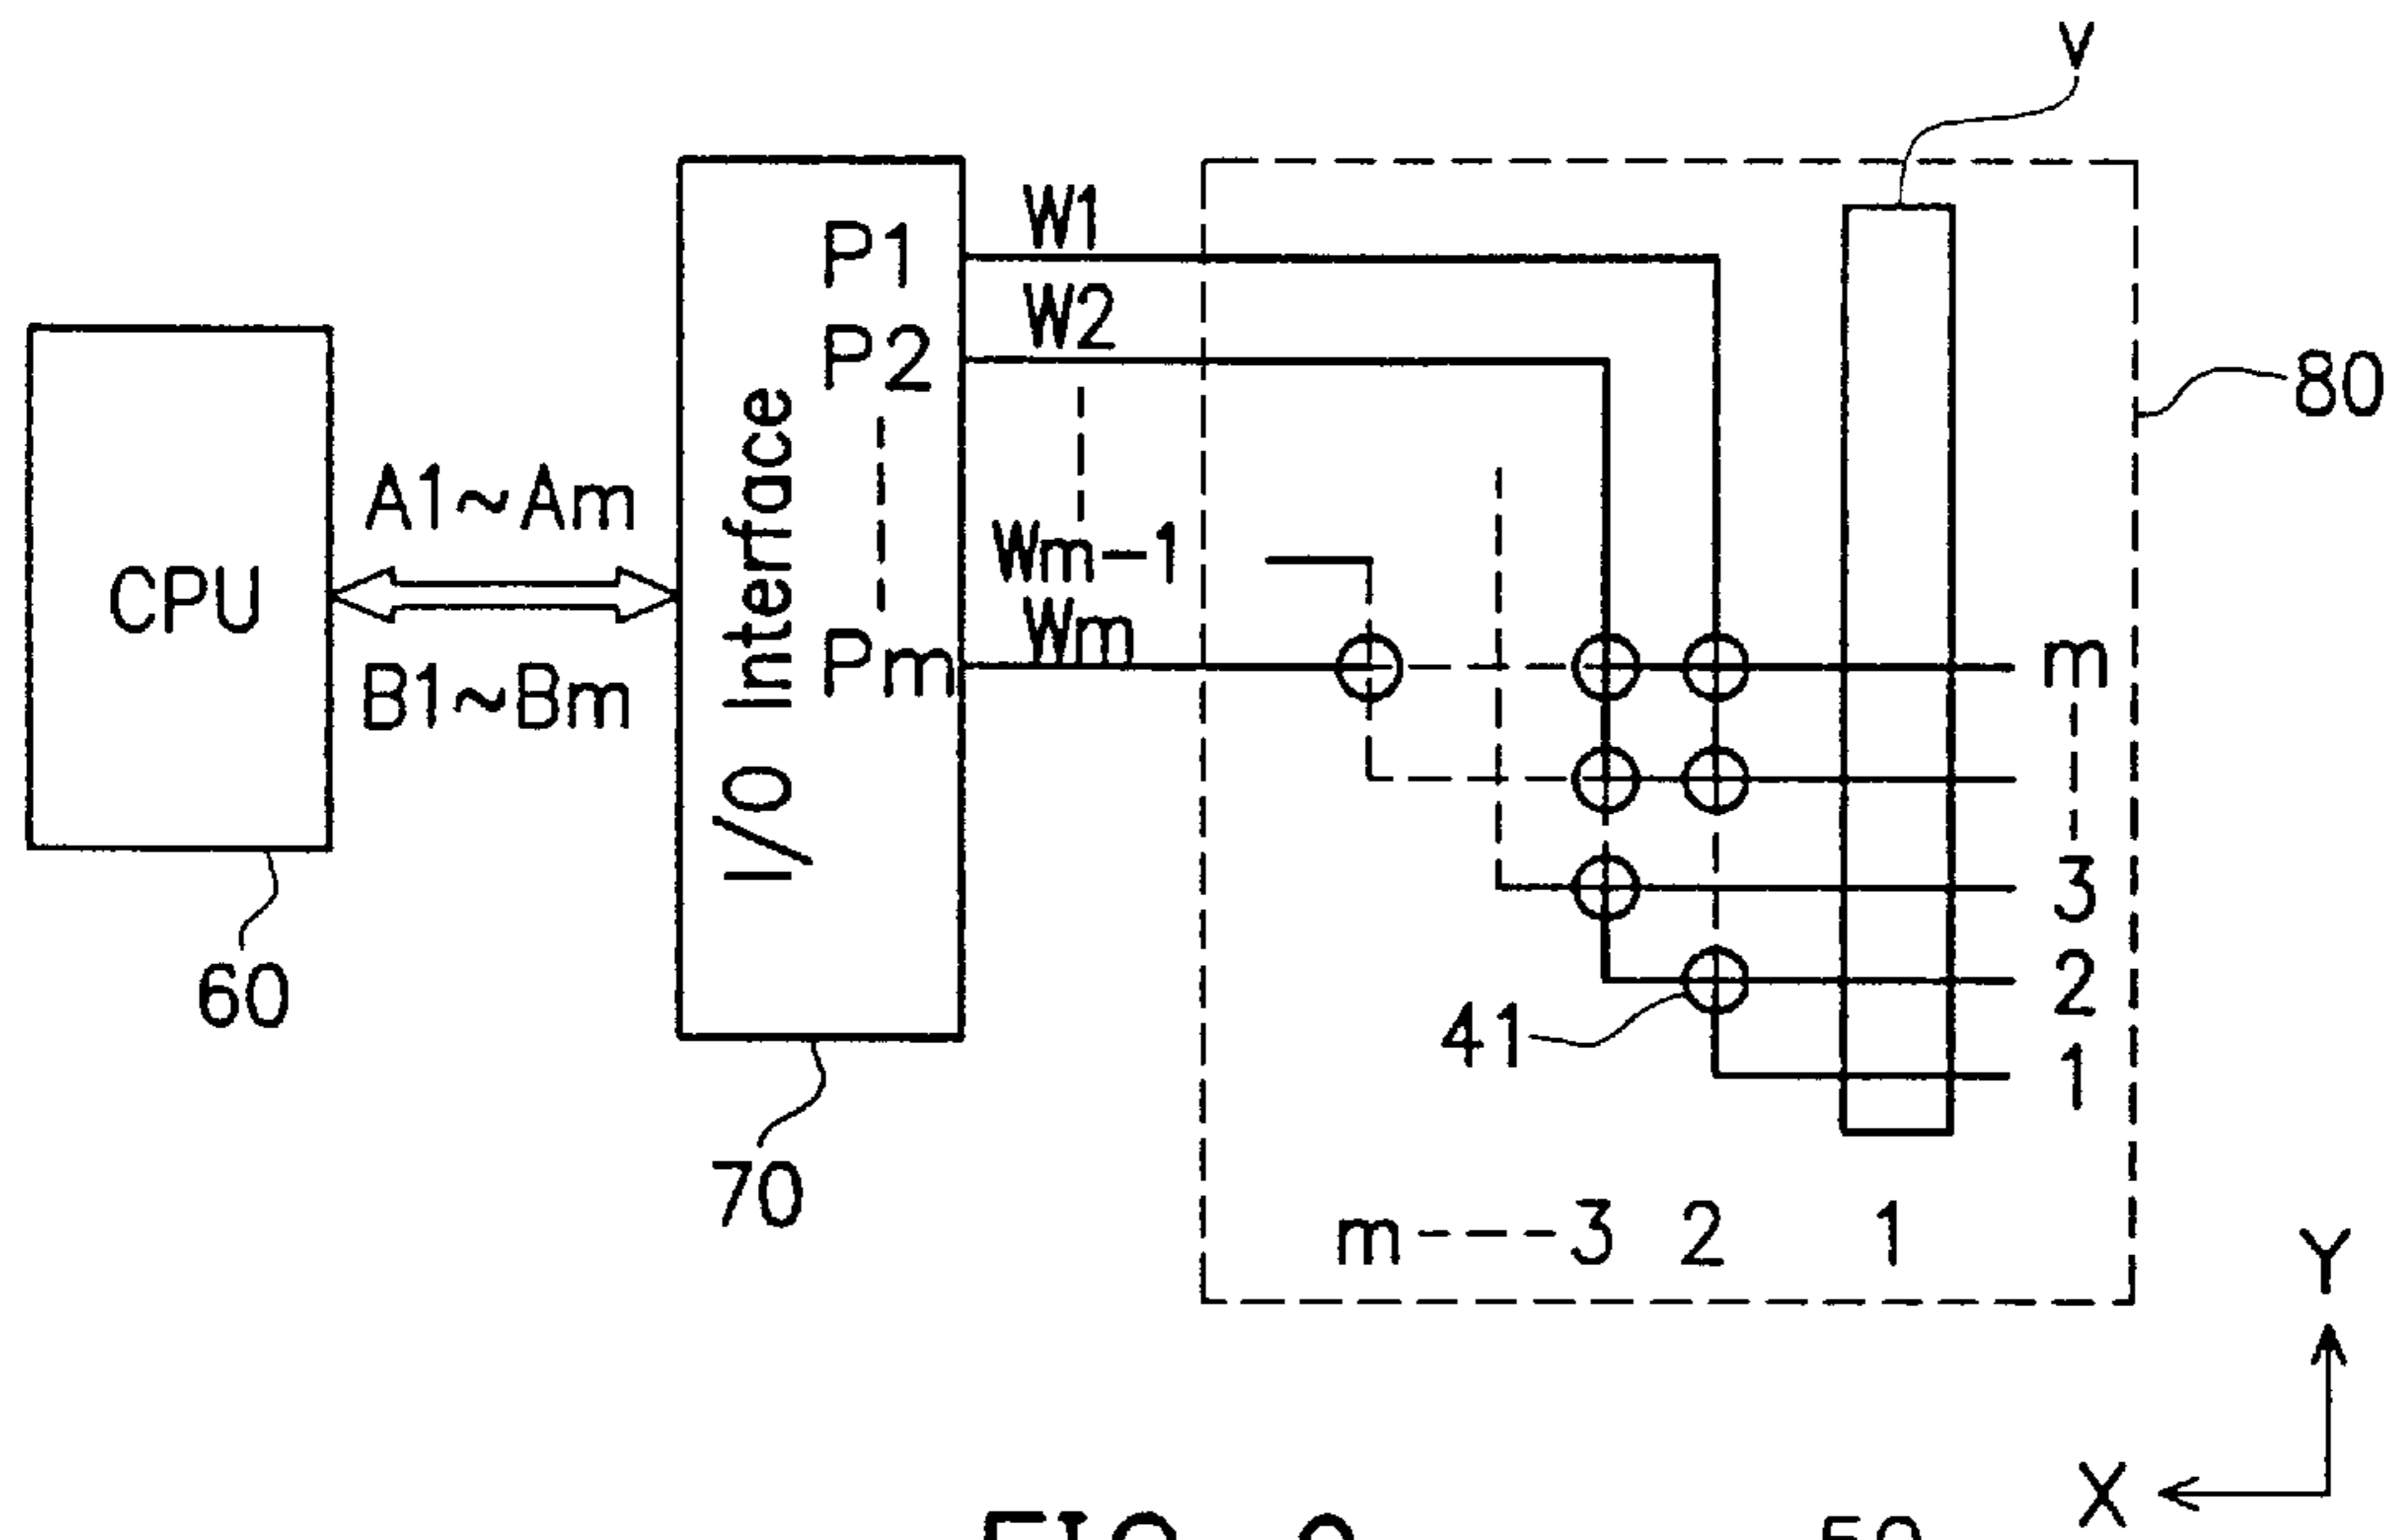 V
W1
P1
W2
P2
80
I/O Interface
A1~Am
CPU
Wm-1
Wm
Pm
m
B1~Bm
3
2
60
41
1
70
m 3 2 1
Y
X